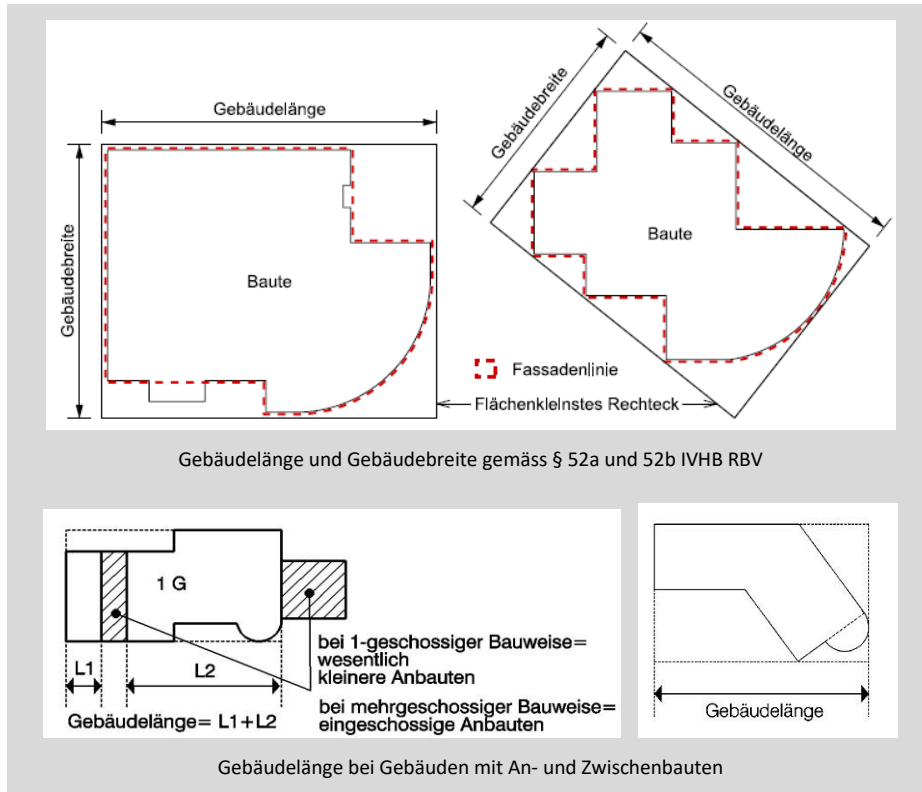 Gebäudelänge
Gebäudebreite
Baute
Gebäudebreite
Gebäudelänge
Baute
Fassadenlinie
Flächenkleinstes Rechteck
Gebäudelänge und Gebäudebreite gemäss § 52a und 52b IVHB RBV
1 G
L1
L2
Gebäudelänge= L1+L2
bei 1-geschossiger Bauweise=
wesentlich
kleinere Anbauten
bei mehrgeschossiger Bauweise=
eingeschossige Anbauten
Gebäudelänge
Gebäudelänge bei Gebäuden mit An- und Zwischenbauten